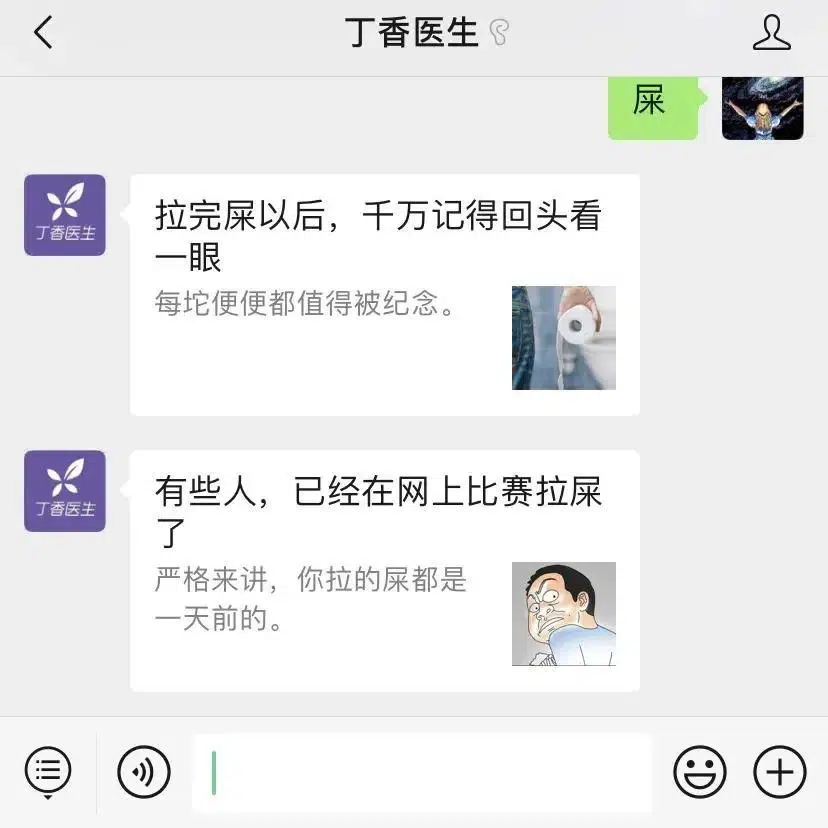 丁香医生
屎
丁香医生
拉完屎以后，千万记得回头看
一眼
每坨便便都值得被纪念。
丁香医生
有些人，已经在网上比赛拉屎
了
严格来讲，你拉的屎都是
一天前的。